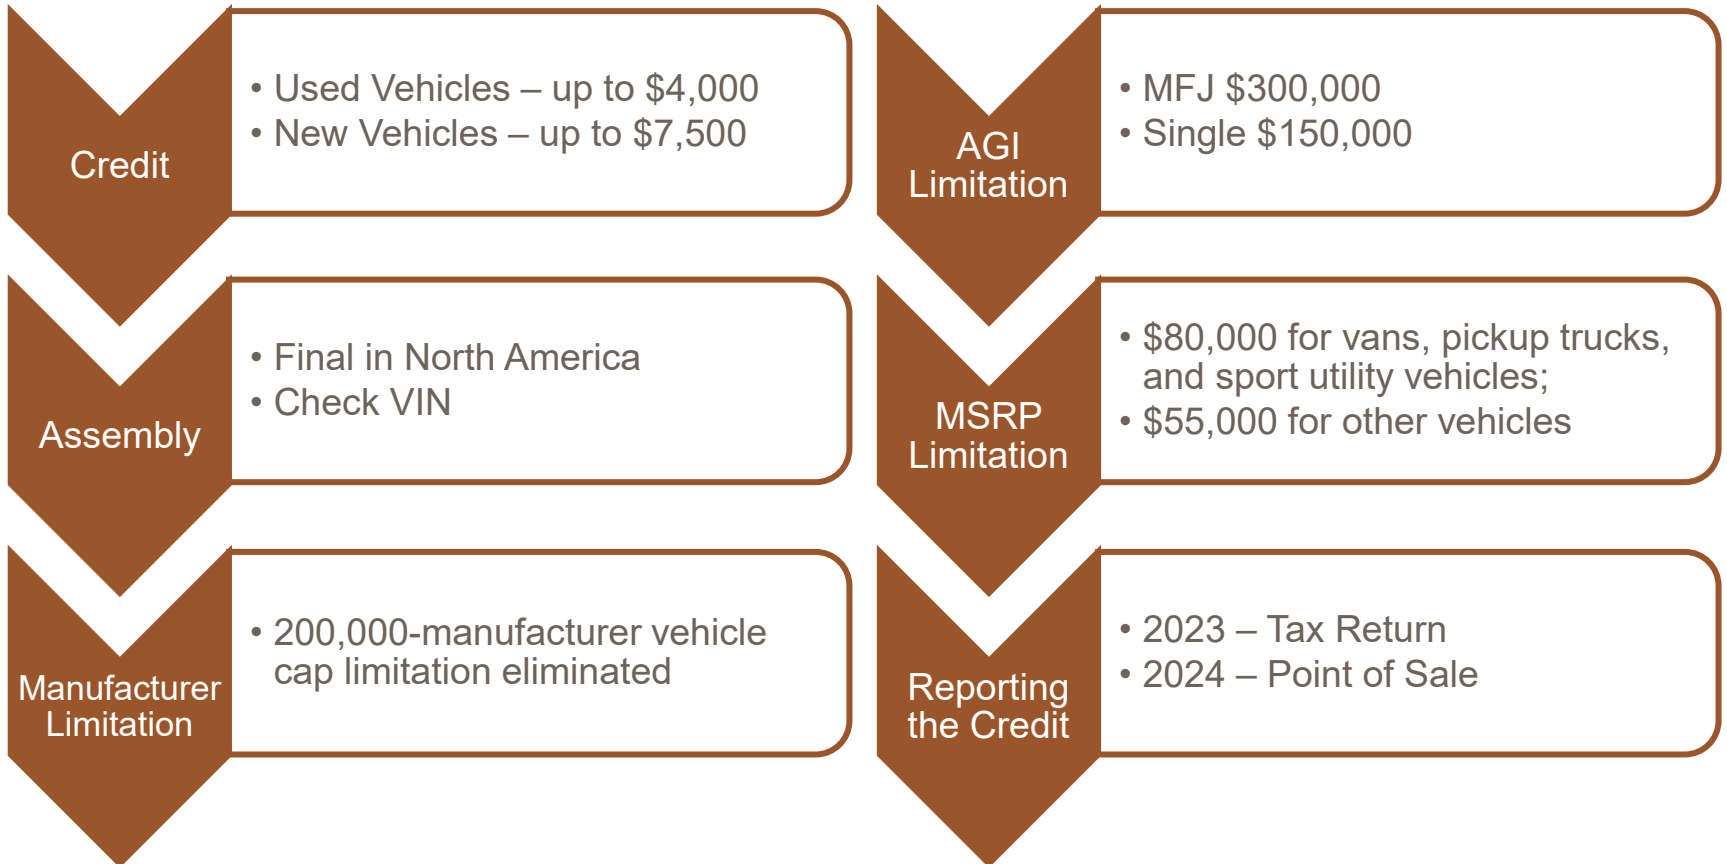 Credit
• Used Vehicles – up to $4,000
• New Vehicles – up to $7,500
Assembly
• Final in North America
• Check VIN
Manufacturer
Limitation
• 200,000-manufacturer vehicle
cap limitation eliminated
AGI
Limitation
• MFJ $300,000
• Single $150,000
MSRP
Limitation
• $80,000 for vans, pickup trucks,
and sport utility vehicles;
• $55,000 for other vehicles
Reporting
the Credit
• 2023 – Tax Return
• 2024 – Point of Sale